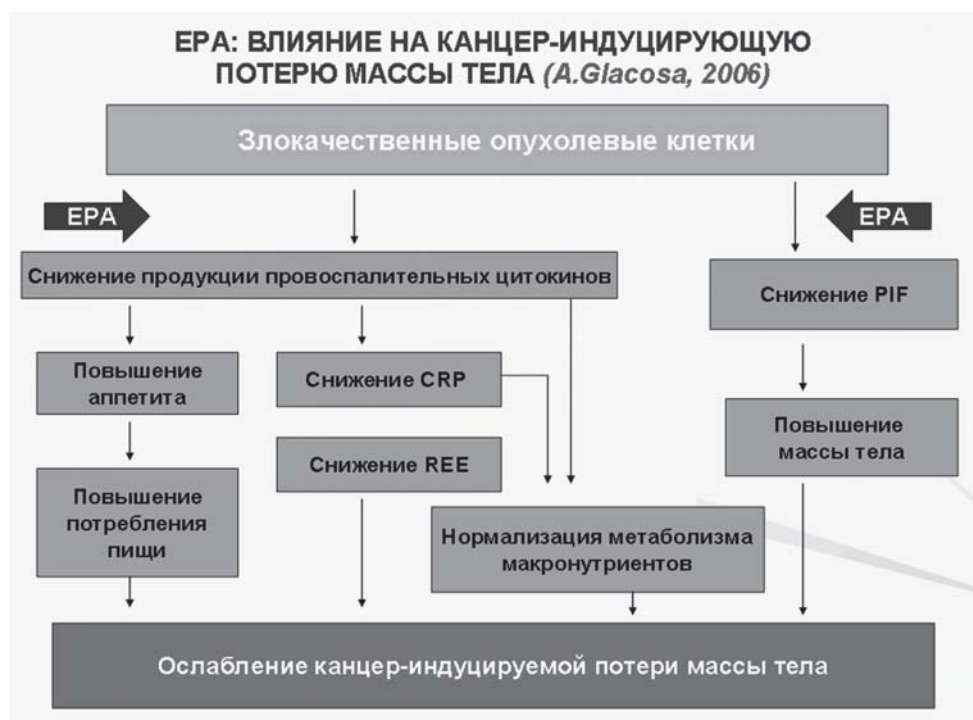 EPA: ВЛИЯНИЕ НА КАНЦЕР-ИНДУЦИРУЮЩУЮ
ПОТЕРЮ МАССЫ ТЕЛА (A.Glacosa, 2006)
Злокачественные опухолевые клетки
EPA
EPA
Снижение продукции провоспалительных цитокинов
Снижение PIF
Повышение
аппетита
Снижение CRP
Повышение
массы тела
Снижение REE
Повышение
потребления
пищи
Нормализация метаболизма
макронутриентов
Ослабление канцер-индуцируемой потери массы тела